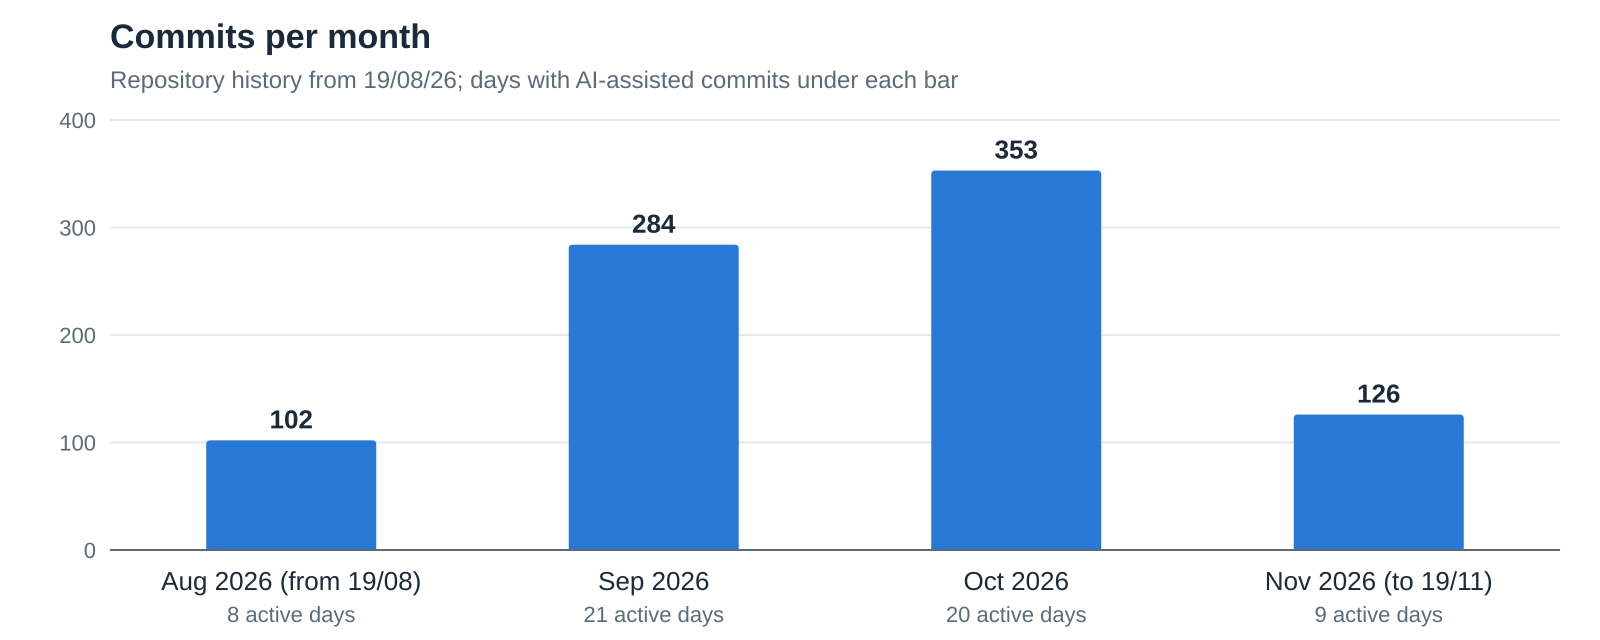 Commits per month
Repository history from 19/08/26; days with AI-assisted commits under each bar
400
353
300
284
200
126
102
100
0
Aug 2026 (from 19/08)
Sep 2026
Oct 2026
Nov 2026 (to 19/11)
8 active days
21 active days
20 active days
9 active days